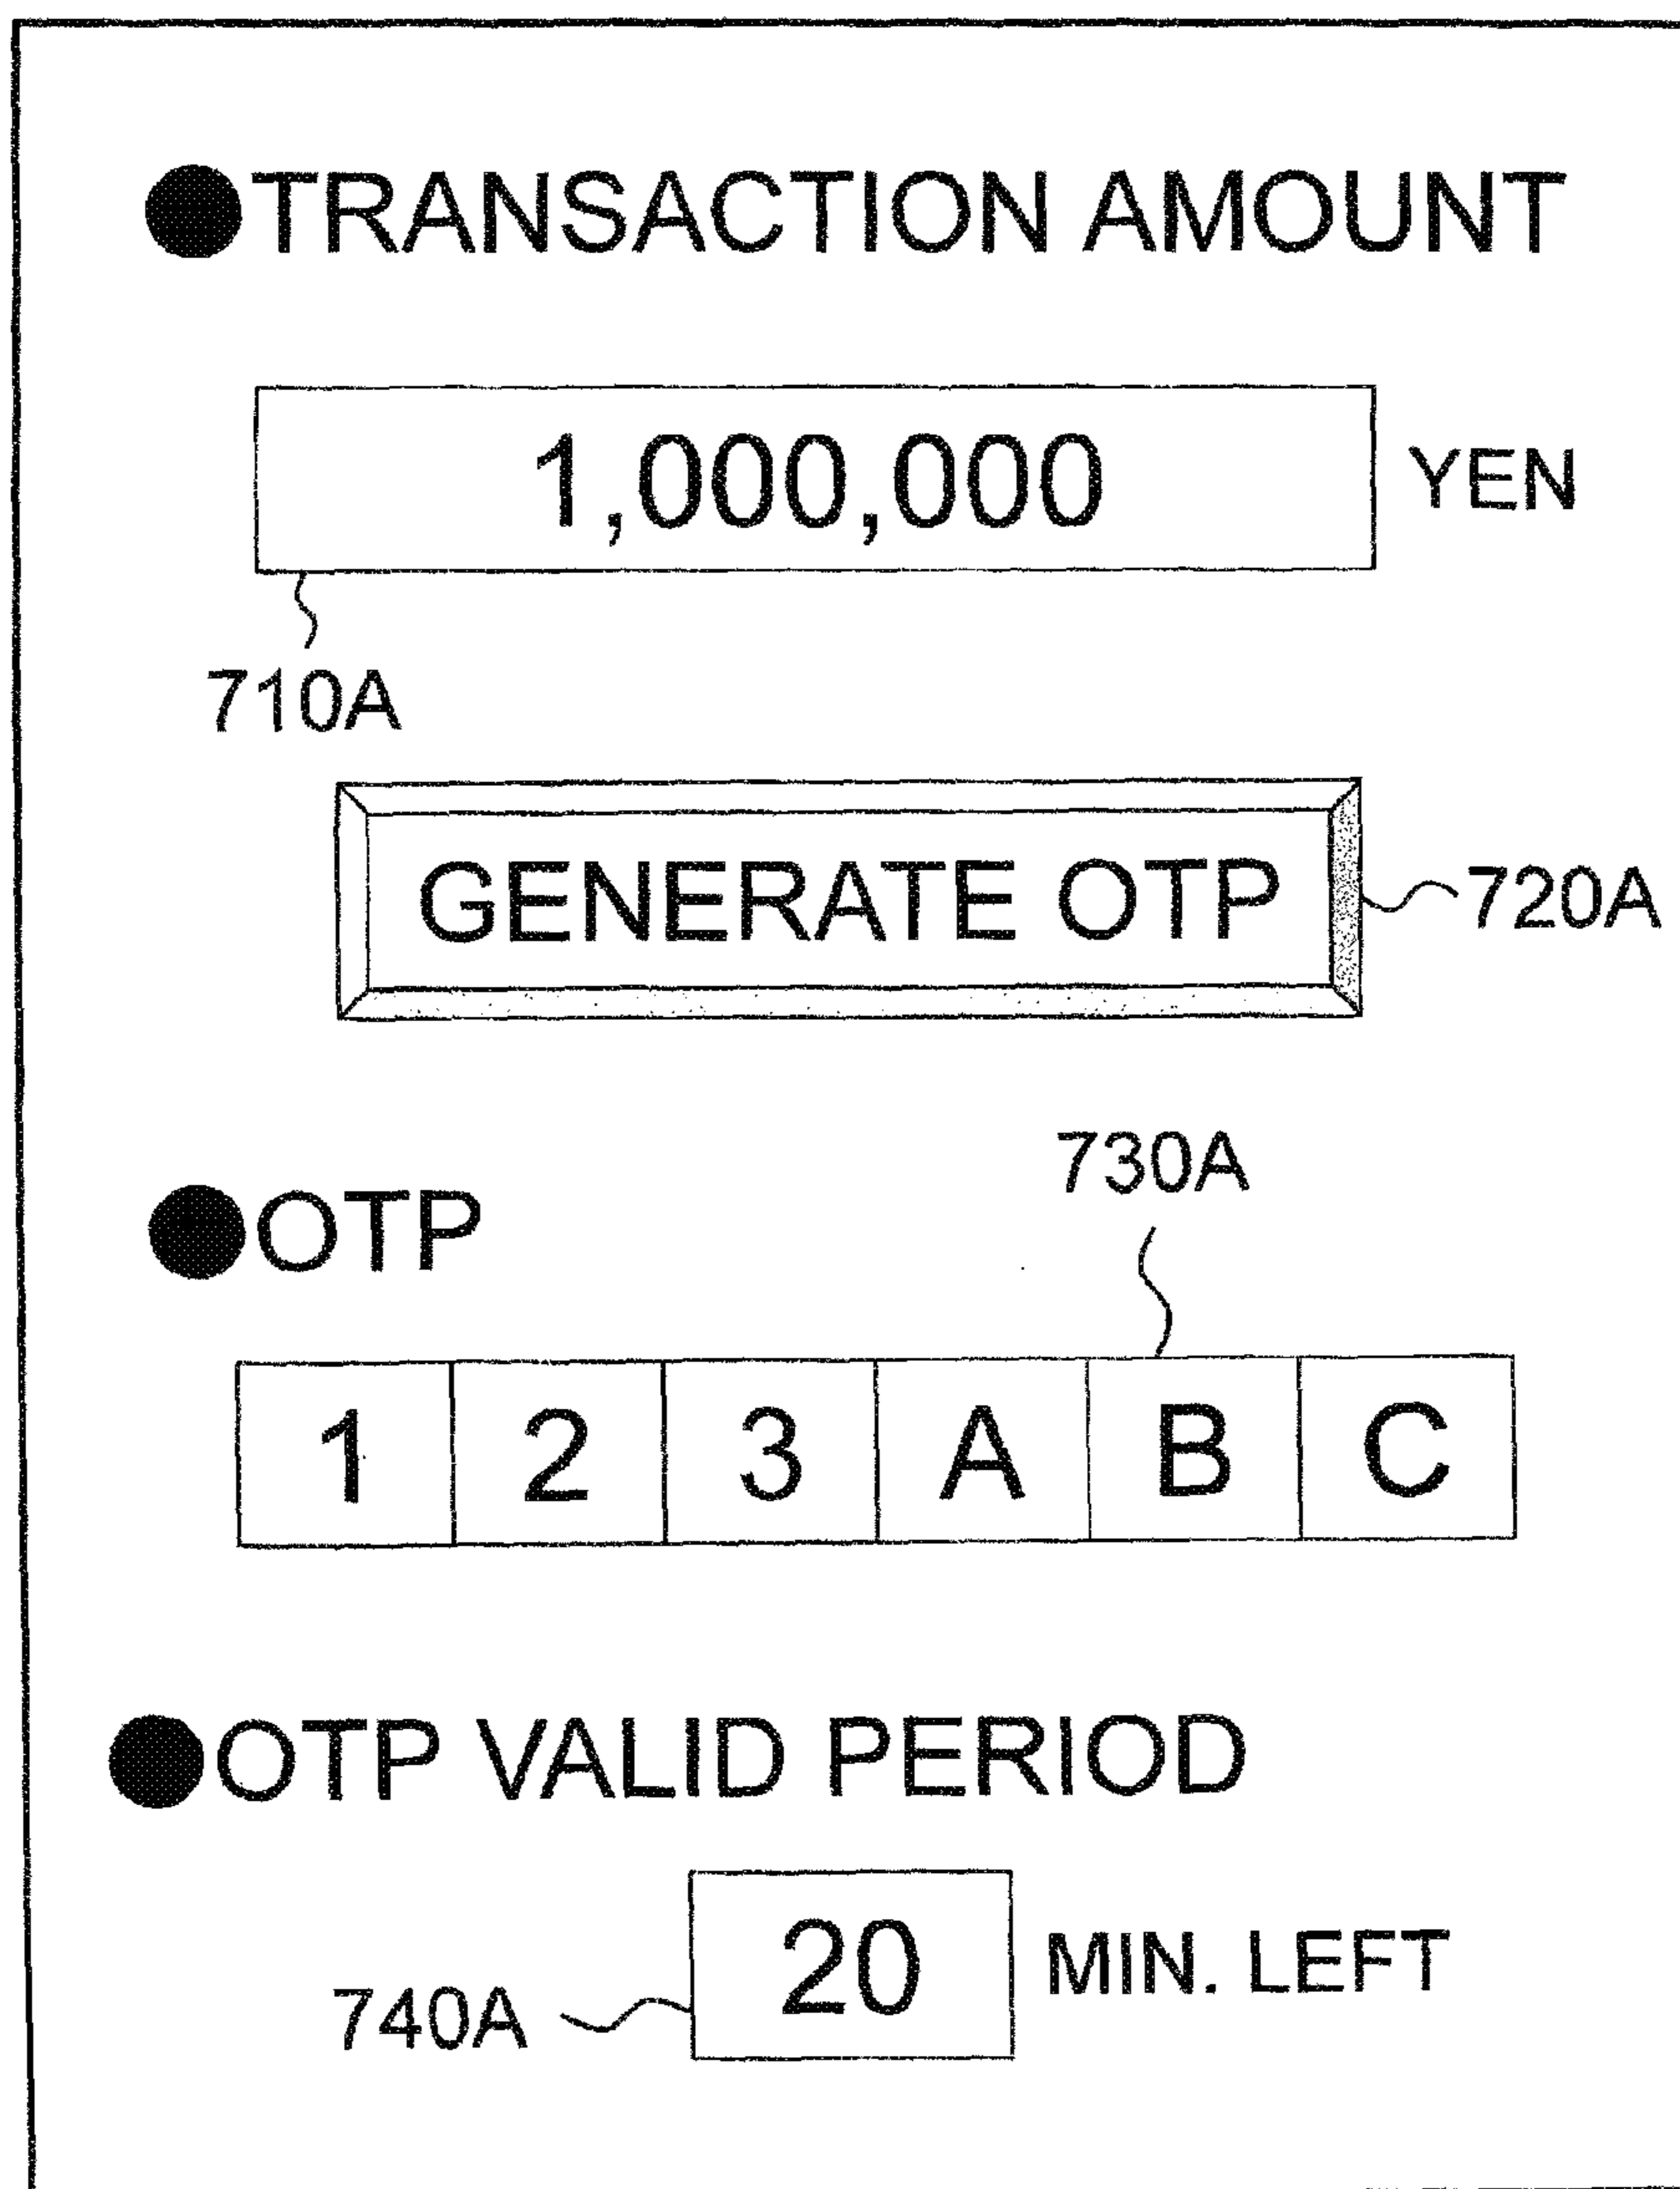 ●TRANSACTION AMOUNT
1,000,000 YEN
710A
GENERATE OTP 720A
730A
●OTP
1 2 3 A B C
●OTP VALID PERIOD
20 MIN. LEFT
740A